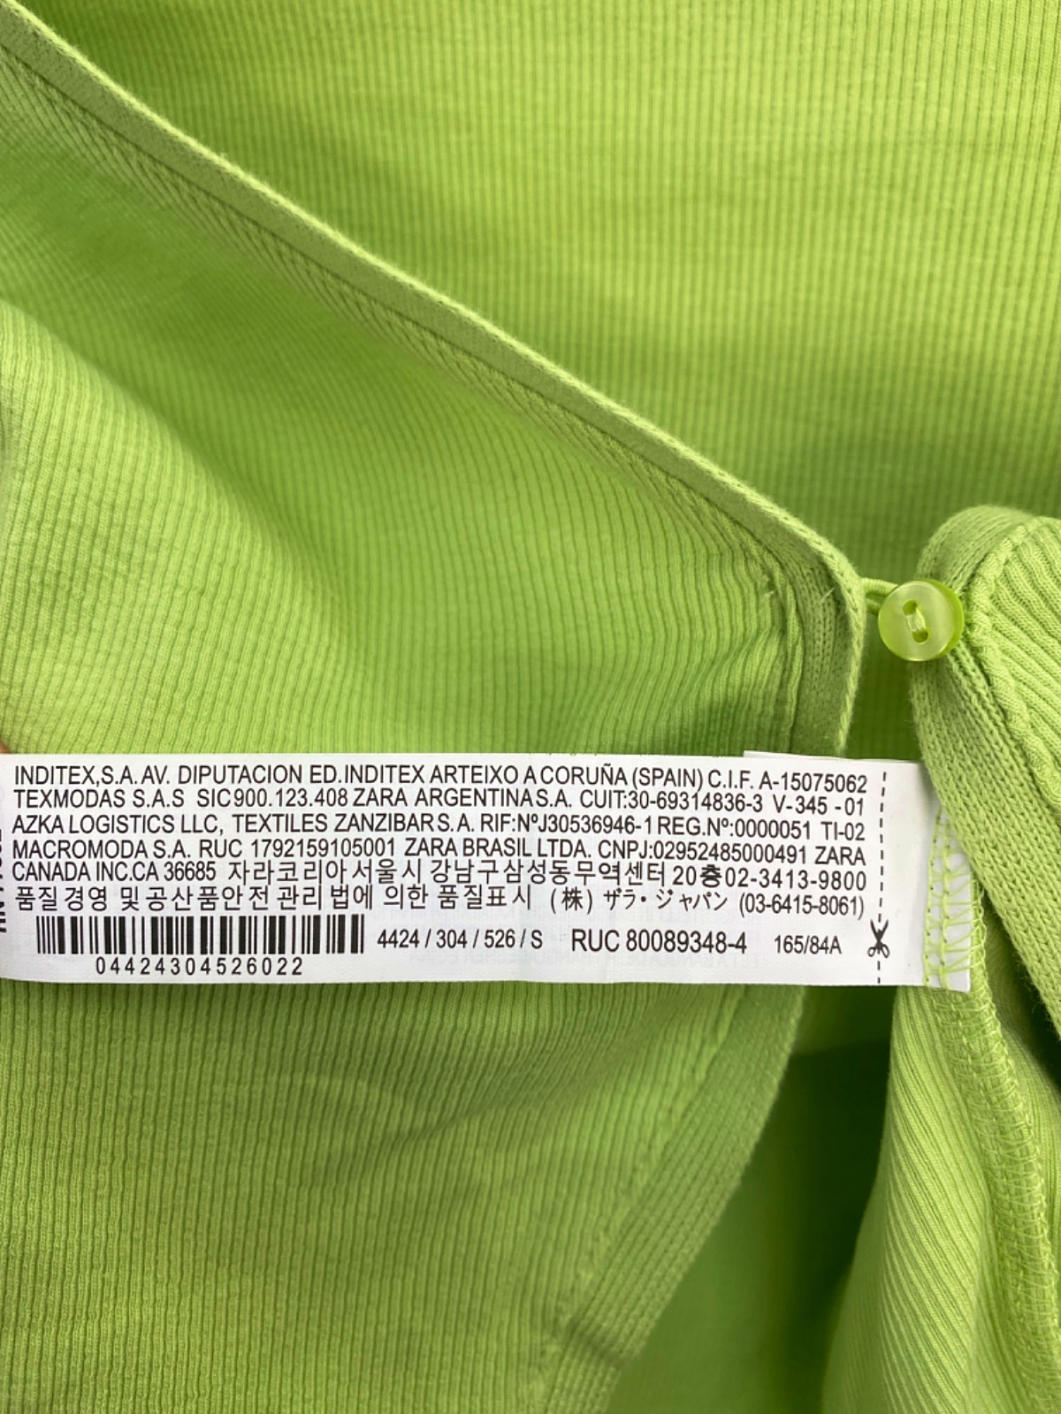 INDITEX,S.A. AV. DIPUTACION ED.INDITEX ARTEIXO A CORUÑA (SPAIN) C.I.F. A-15075062
TEXMODAS S.A.S SIC900.123.408 ZARA ARGENTINA S.A. CUIT:30-69314836-3 V-345 -01
AZKA LOGISTICS LLC, TEXTILES ZANZIBAR S.A. RIF:NºJ30536946-1 REG.Nº:0000051 TI-02
MACROMODA S.A. RUC 1792159105001 ZARA BRASIL LTDA. CNPJ:02952485000491 ZARA
CANADA INC.CA 36685 자라코리아 서울시 강남구 삼성동 무역센터 20층 02-3413-9800
품질 경영 및 공산품안전 관리 법에 의한 품질표시 (株) ザラ・ジャパン (03-6415-8061)
4424 / 304 / 526 / S RUC 80089348-4 165/84A
04424304526022